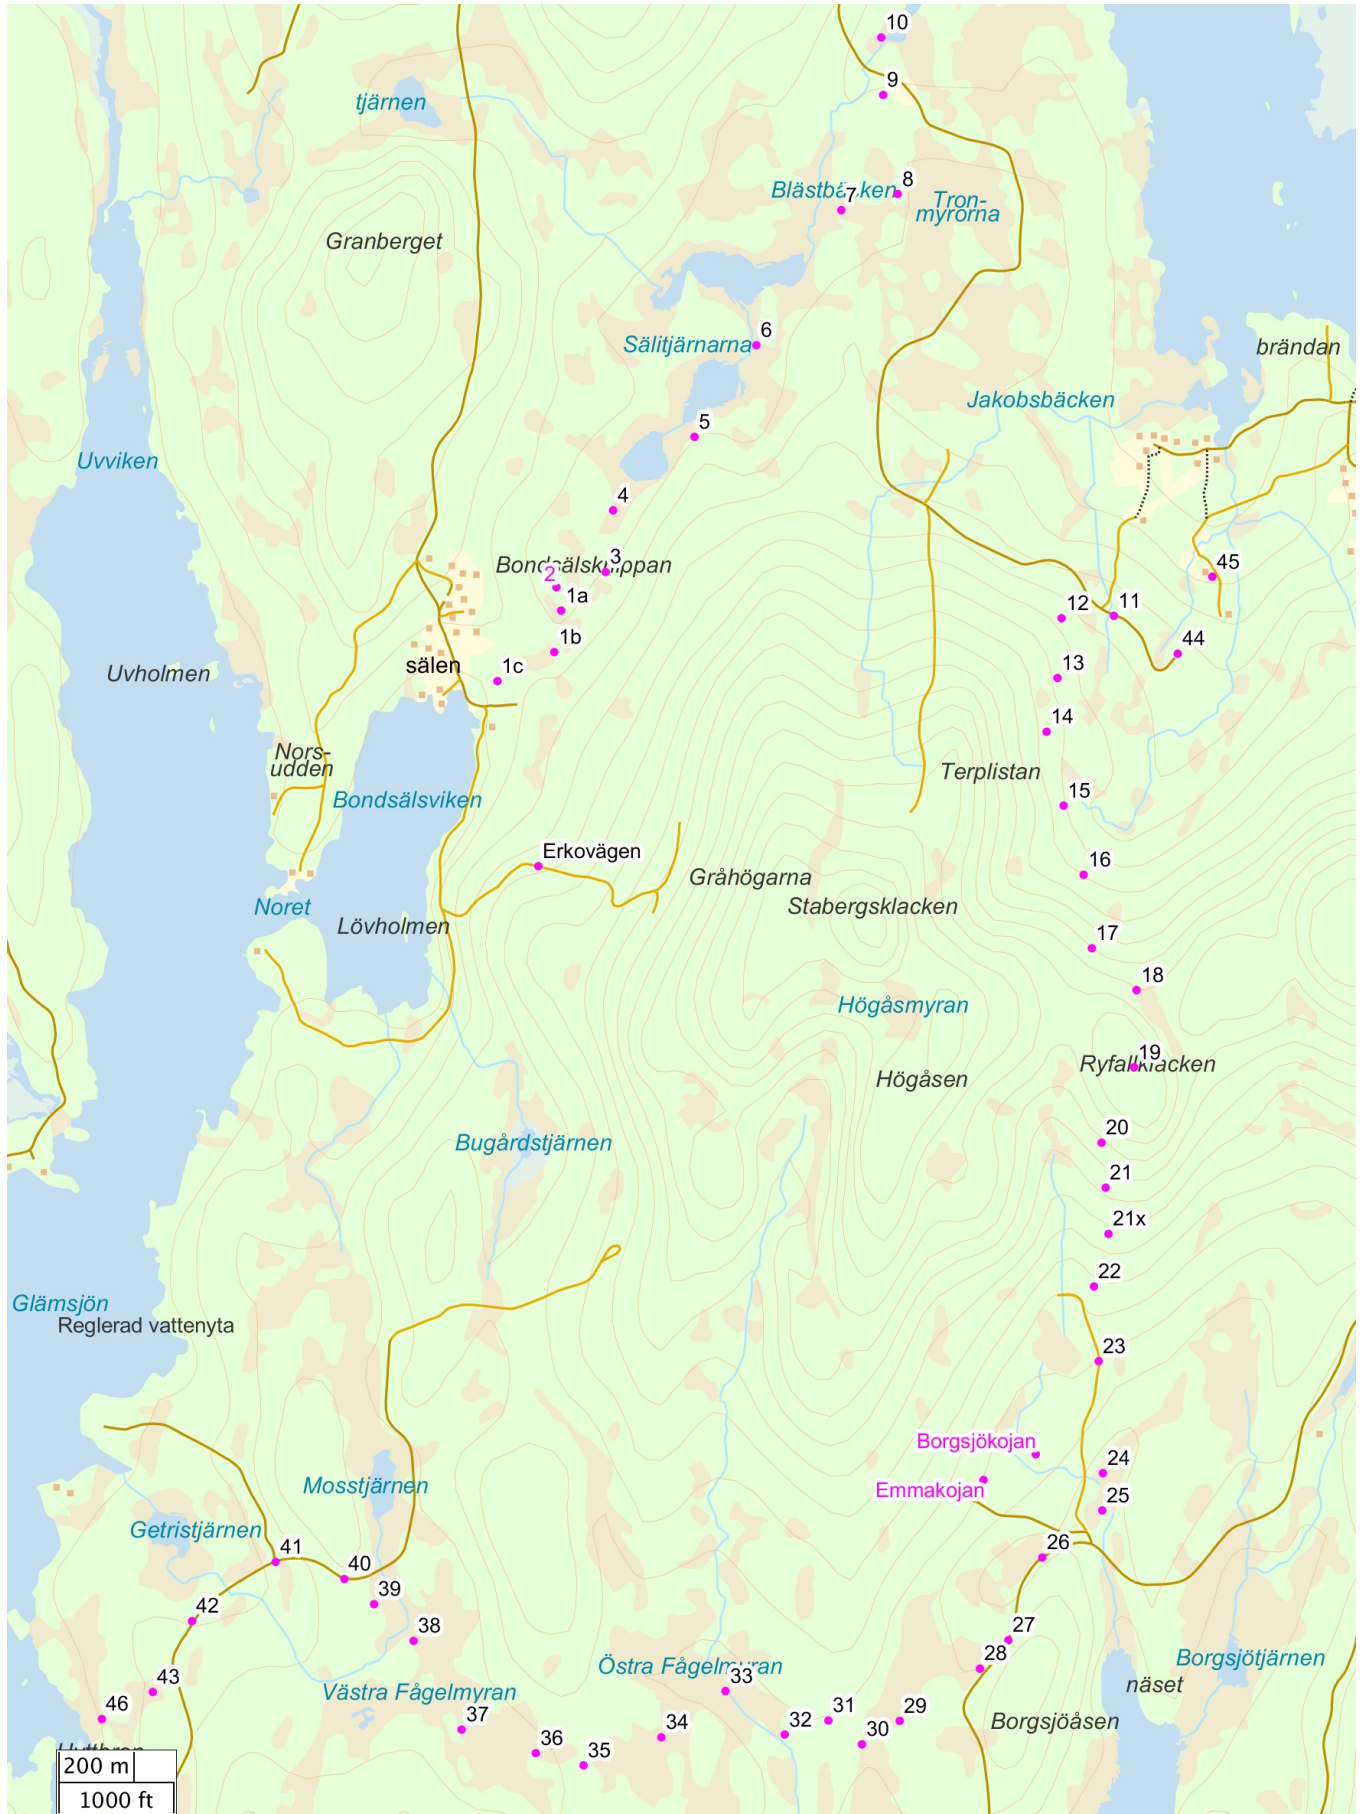 10
9
tjärnen
8
Blästbäcken
7
Tron-
myrorna
Granberget
6
Sälitjärnarna
brändan
Jakobsbäcken
5
Uvviken
4
3
Bondsälsklippan
2
1a
45
12
11
1b
44
sälen
1c
13
Uvholmen
14
Nors-
udden
Terplistan
Bondsälsviken
15
Erkovägen
16
Gråhögarna
Stabergsklacken
Noret
Lövholmen
17
18
Högåsmyran
19
Ryfallklacken
Högåsen
20
Bugårdstjärnen
21
21x
22
Glämsjön
Reglerad vattenyta
23
Borgsjökojan
24
Mosstjärnen
Emmakojan
25
Getristjärnen
41
26
40
39
42
38
27
28
Östra Fågelmyran
Borgsjötjärnen
43
33
näset
Västra Fågelmyran
46
31
29
Borgsjöåsen
37
32
34
30
36
35
200 m
1000 ft